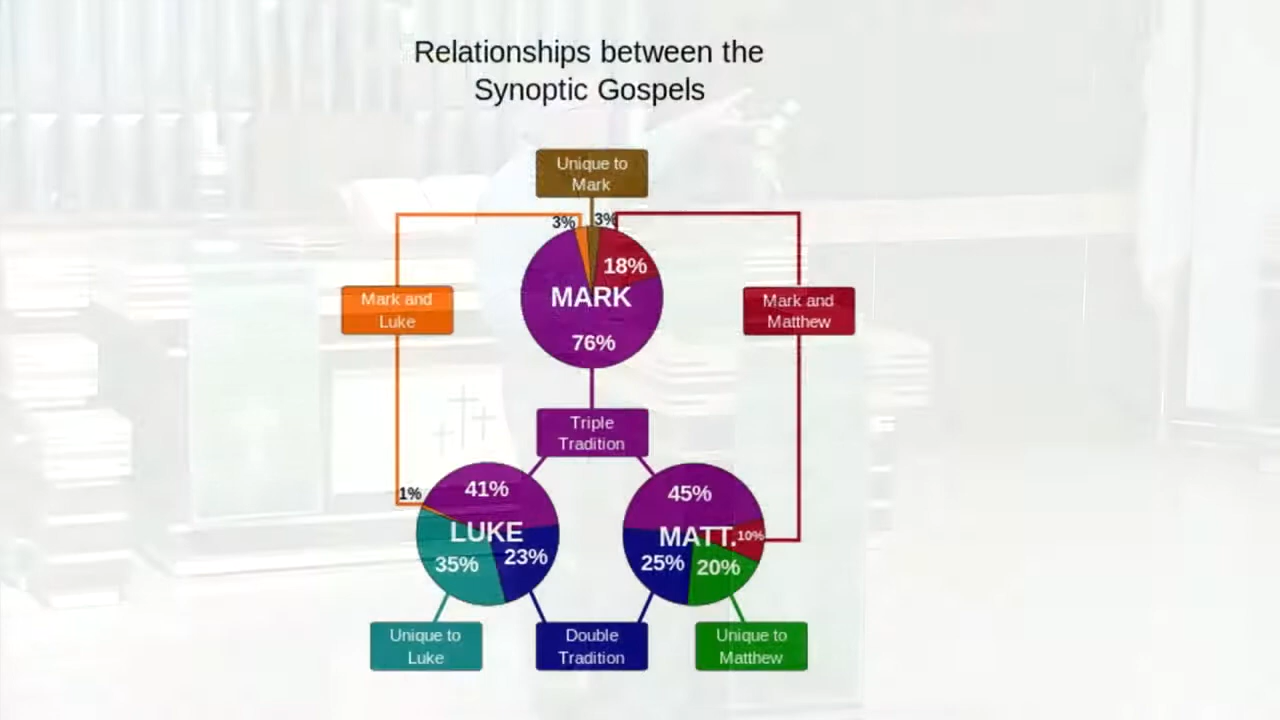 Relationships between the
Synoptic Gospels
Unique to
Mark
3%
3%
18%
MARK
76%
Mark and
Luke
Mark and
Matthew
Triple
Tradition
1%
41%
LUKE
35%
23%
45%
MATT.
10%
25%
20%
Unique to
Luke
Double
Tradition
Unique to
Matthew